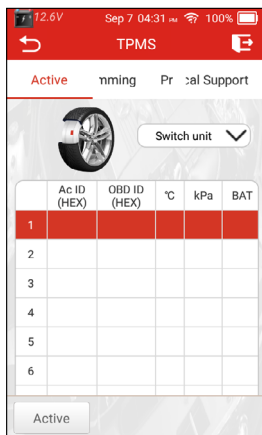 12.6V Sep 7 04:31 PM 100%
TPMS
Active mming Pr cal Support
Switch unit
Ac ID (HEX) OBD ID (HEX) °C kPa BAT
1
2
3
4
5
6
Active